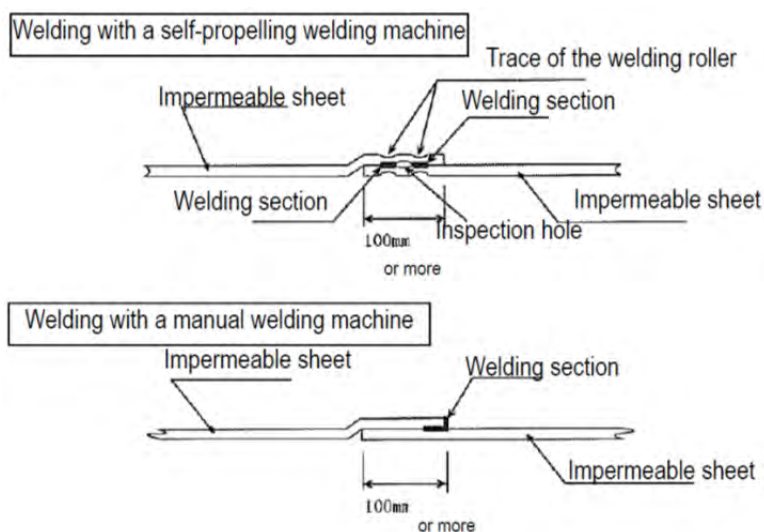 Welding with a self-propelling welding machine
Trace of the welding roller
Impermeable sheet
Welding section
Welding section
Impermeable sheet
Inspection hole
100mm
or more
Welding with a manual welding machine
Impermeable sheet
Welding section
Impermeable sheet
100mm
or more